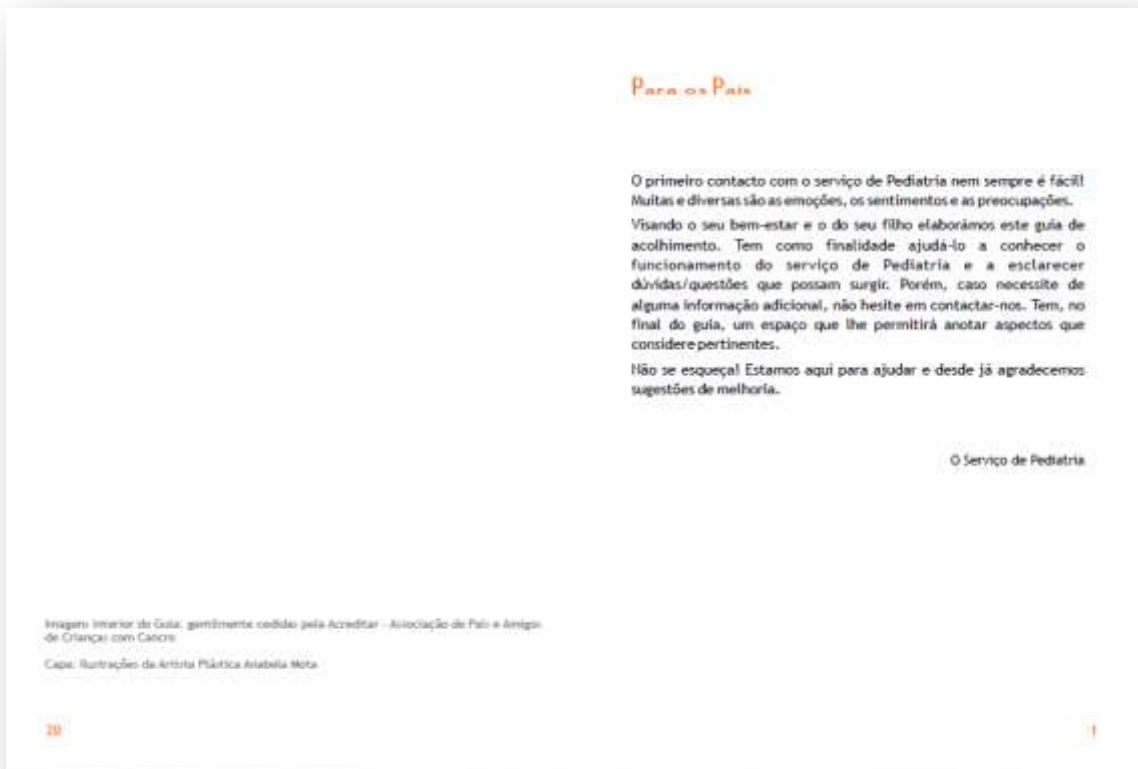 Para os Pais
O primeiro contacto com o serviço de Pediatria nem sempre é fácil!
Muitas e diversas são as emoções, os sentimentos e as preocupações.
Visando o seu bem-estar e o do seu filho elaborámos este guia de
acolhimento. Tem como finalidade ajudá-lo a conhecer o
funcionamento do serviço de Pediatria e a esclarecer
dúvidas/questões que possam surgir. Porém, caso necessite de
alguma informação adicional, não hesite em contactar-nos. Tem, no
final do guia, um espaço que lhe permitirá anotar aspectos que
considere pertinentes.
Não se esqueça! Estamos aqui para ajudar e desde já agradecemos
sugestões de melhoria.
O Serviço de Pediatria
Imagens interior do Guia: gentilmente cedidas pela Acreditar - Associação de Pais e Amigos
de Crianças com Cancro
Capa: Ilustrações da Artista Plástica Anabela Mota
20
1